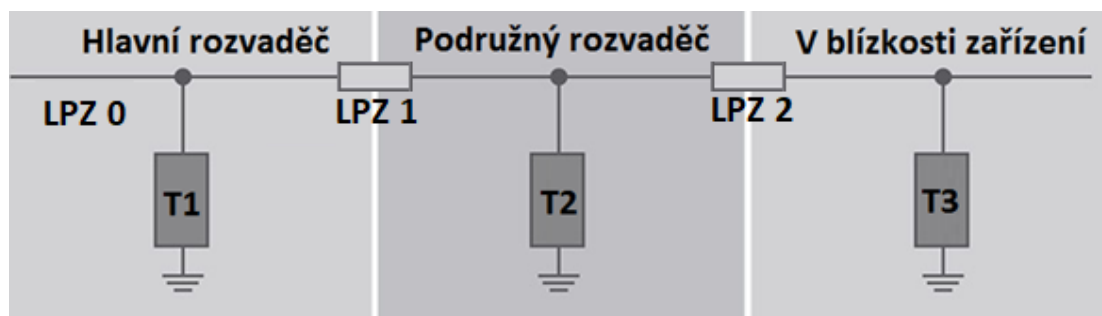 Hlavní rozvaděč
Podružný rozvaděč
V blízkosti zařízení
LPZ 0
LPZ 1
LPZ 2
T1
T2
T3